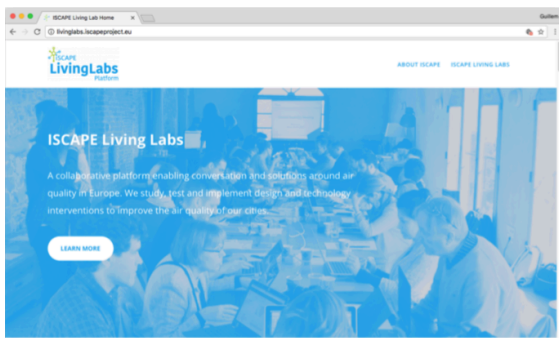 ISCAPE Living Lab Home
Guillem
livinglabs.iscapeproject.eu
ISCAPE
LivingLabs
Platform
ABOUT ISCAPE ISCAPE LIVING LABS
ISCAPE Living Labs
A collaborative platform enabling conversation and solutions around air
quality in Europe. We study, test and implement design and technology
interventions to improve the air quality of our cities.
LEARN MORE